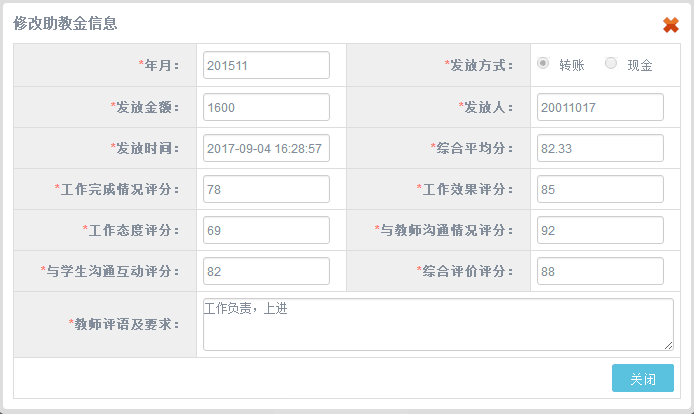 修改助教金信息
*年月： 201511 *发放方式： 转账 现金
*发放金额： 1600 *发放人： 20011017
*发放时间： 2017-09-04 16:28:57 *综合平均分： 82.33
*工作完成情况评分： 78 *工作效果评分： 85
*工作态度评分： 69 *与教师沟通情况评分： 92
*与学生沟通互动评分： 82 *综合评价评分： 88
*教师评语及要求： 工作负责，上进
关闭